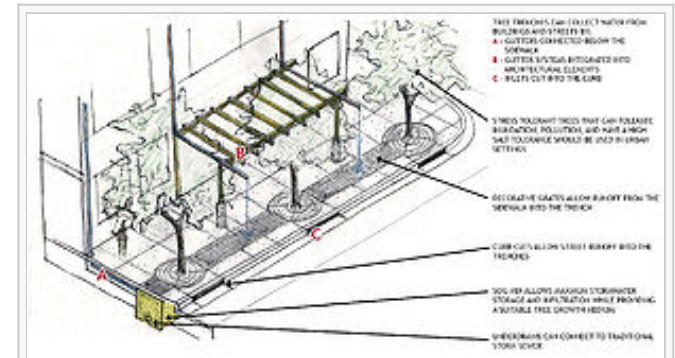 TREE TRENCHES CAN COLLECT WATER FROM
BUILDINGS AND STREETS BY:
A - GUTTERS CONNECTED BELOW THE
SIDEWALK
B - GUTTER SYSTEMS INTEGRATED INTO
ARCHITECTURAL ELEMENTS
C - INLETS CUT INTO THE CURB
STRESS TOLERANT TREES THAT CAN TOLERATE
INUNDATION, POLLUTION, AND HAVE A HIGH
SALT TOLERANCE SHOULD BE USED IN URBAN
SETTINGS
B
DECORATIVE GRATES ALLOW RUNOFF FROM THE
SIDEWALK INTO THE TRENCH
C
CURB CUTS ALLOW STREET RUNOFF INTO THE
TRENCHES
A
SOIL MIX ALLOWS MAXIMUM STORMWATER
STORAGE AND INFILTRATION WHILE PROVIDING
A SUITABLE TREE GROWTH MEDIUM
UNDERDRAINS CAN CONNECT TO TRADITIONAL
STORM SEWER